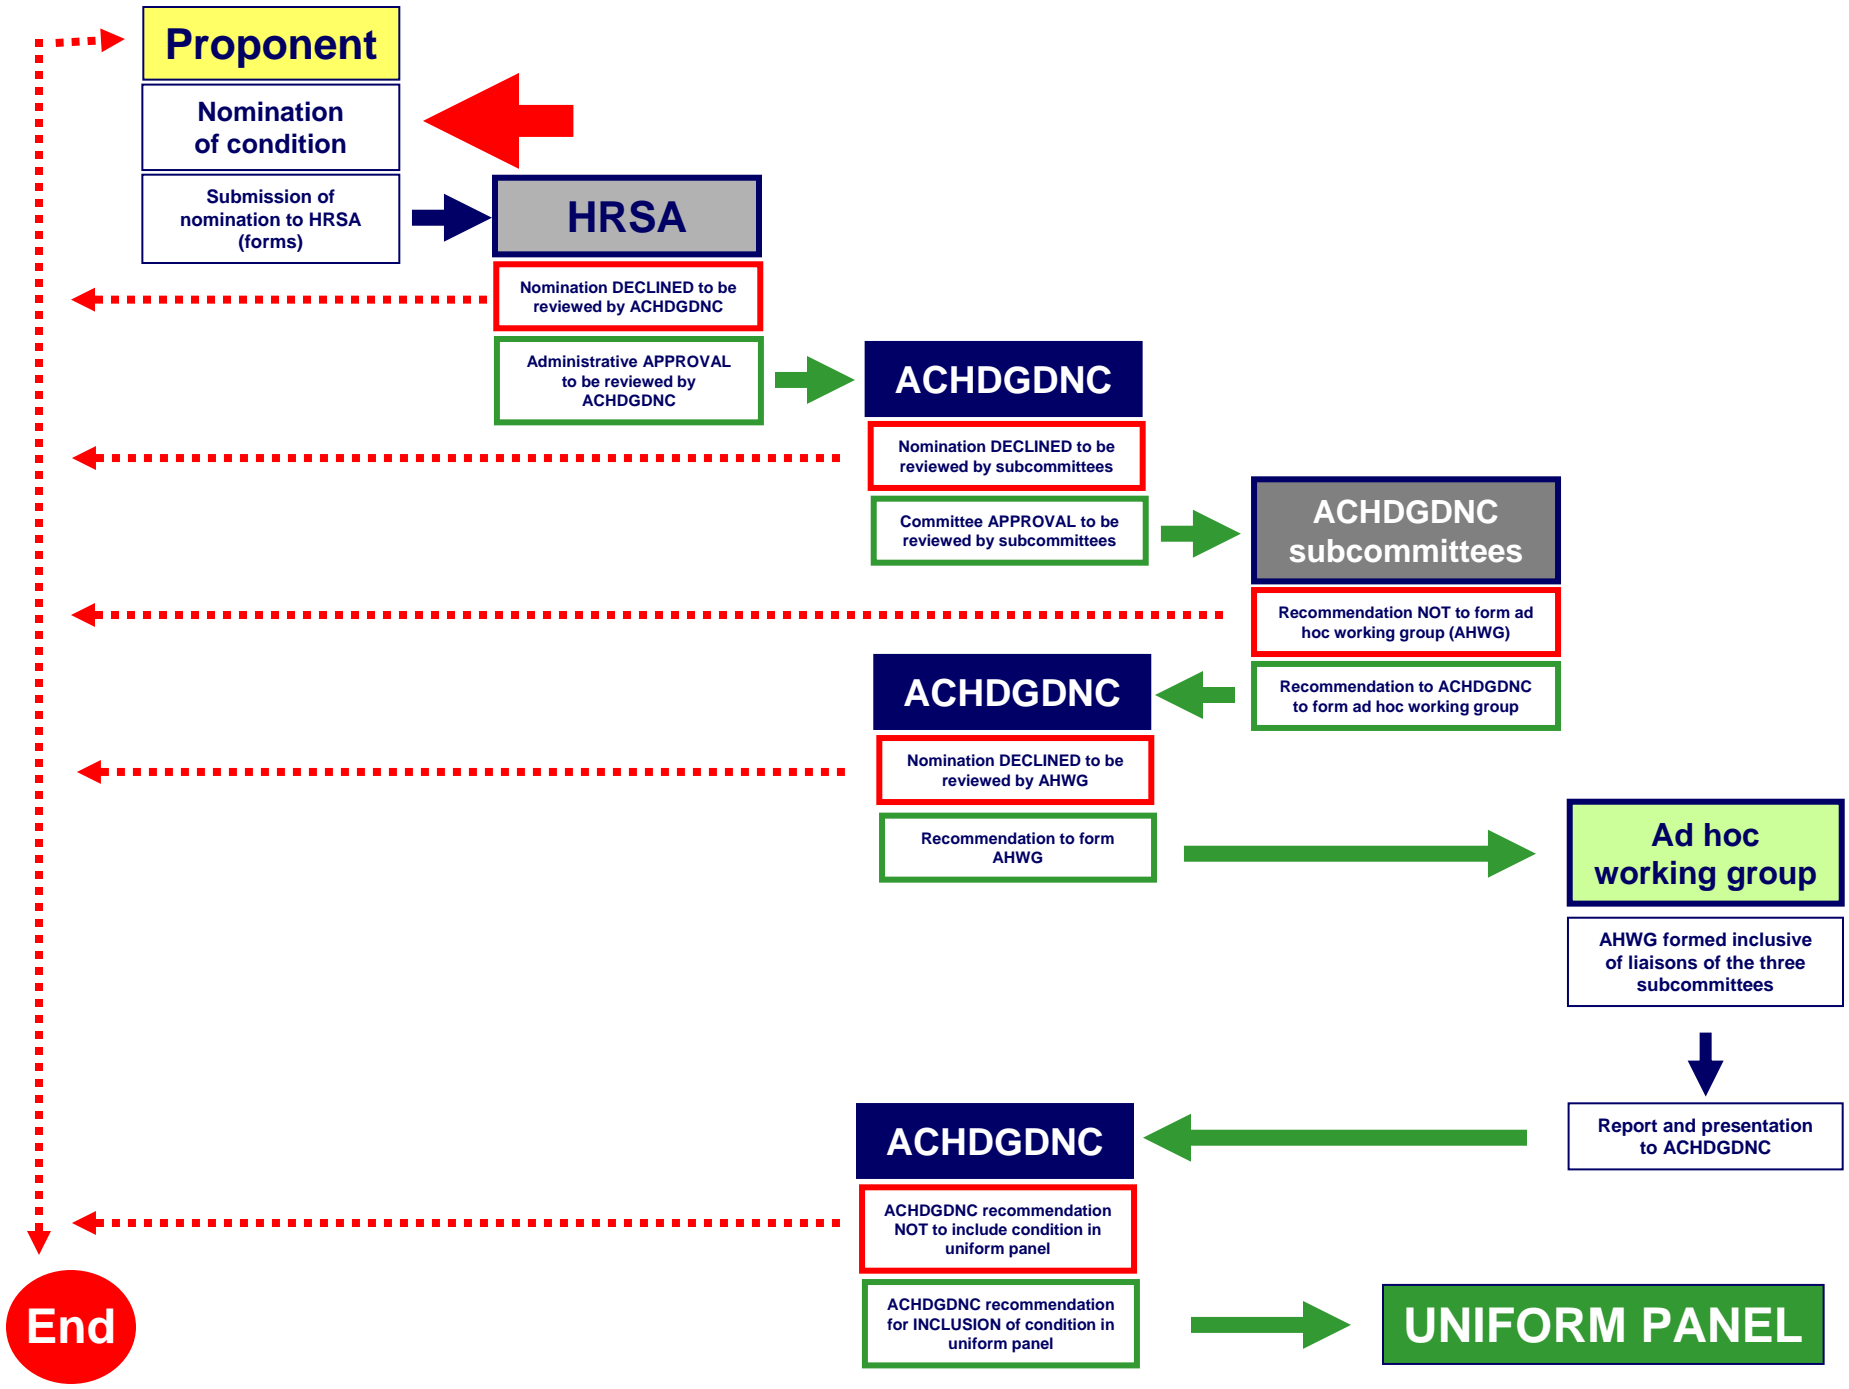 Proponent
Nomination
of condition
Submission of
nomination to HRSA
(forms)
HRSA
Nomination DECLINED to be
reviewed by ACHDGDNC
Administrative APPROVAL
to be reviewed by
ACHDGDNC
ACHDGDNC
Nomination DECLINED to be
reviewed by subcommittees
Committee APPROVAL to be
reviewed by subcommittees
ACHDGDNC
subcommittees
Recommendation NOT to form ad
hoc working group (AHWG)
Recommendation to ACHDGDNC
to form ad hoc working group
ACHDGDNC
Nomination DECLINED to be
reviewed by AHWG
Recommendation to form
AHWG
Ad hoc
working group
AHWG formed inclusive
of liaisons of the three
subcommittees
Report and presentation
to ACHDGDNC
ACHDGDNC
ACHDGDNC recommendation
NOT to include condition in
uniform panel
ACHDGDNC recommendation
for INCLUSION of condition in
uniform panel
UNIFORM PANEL
End